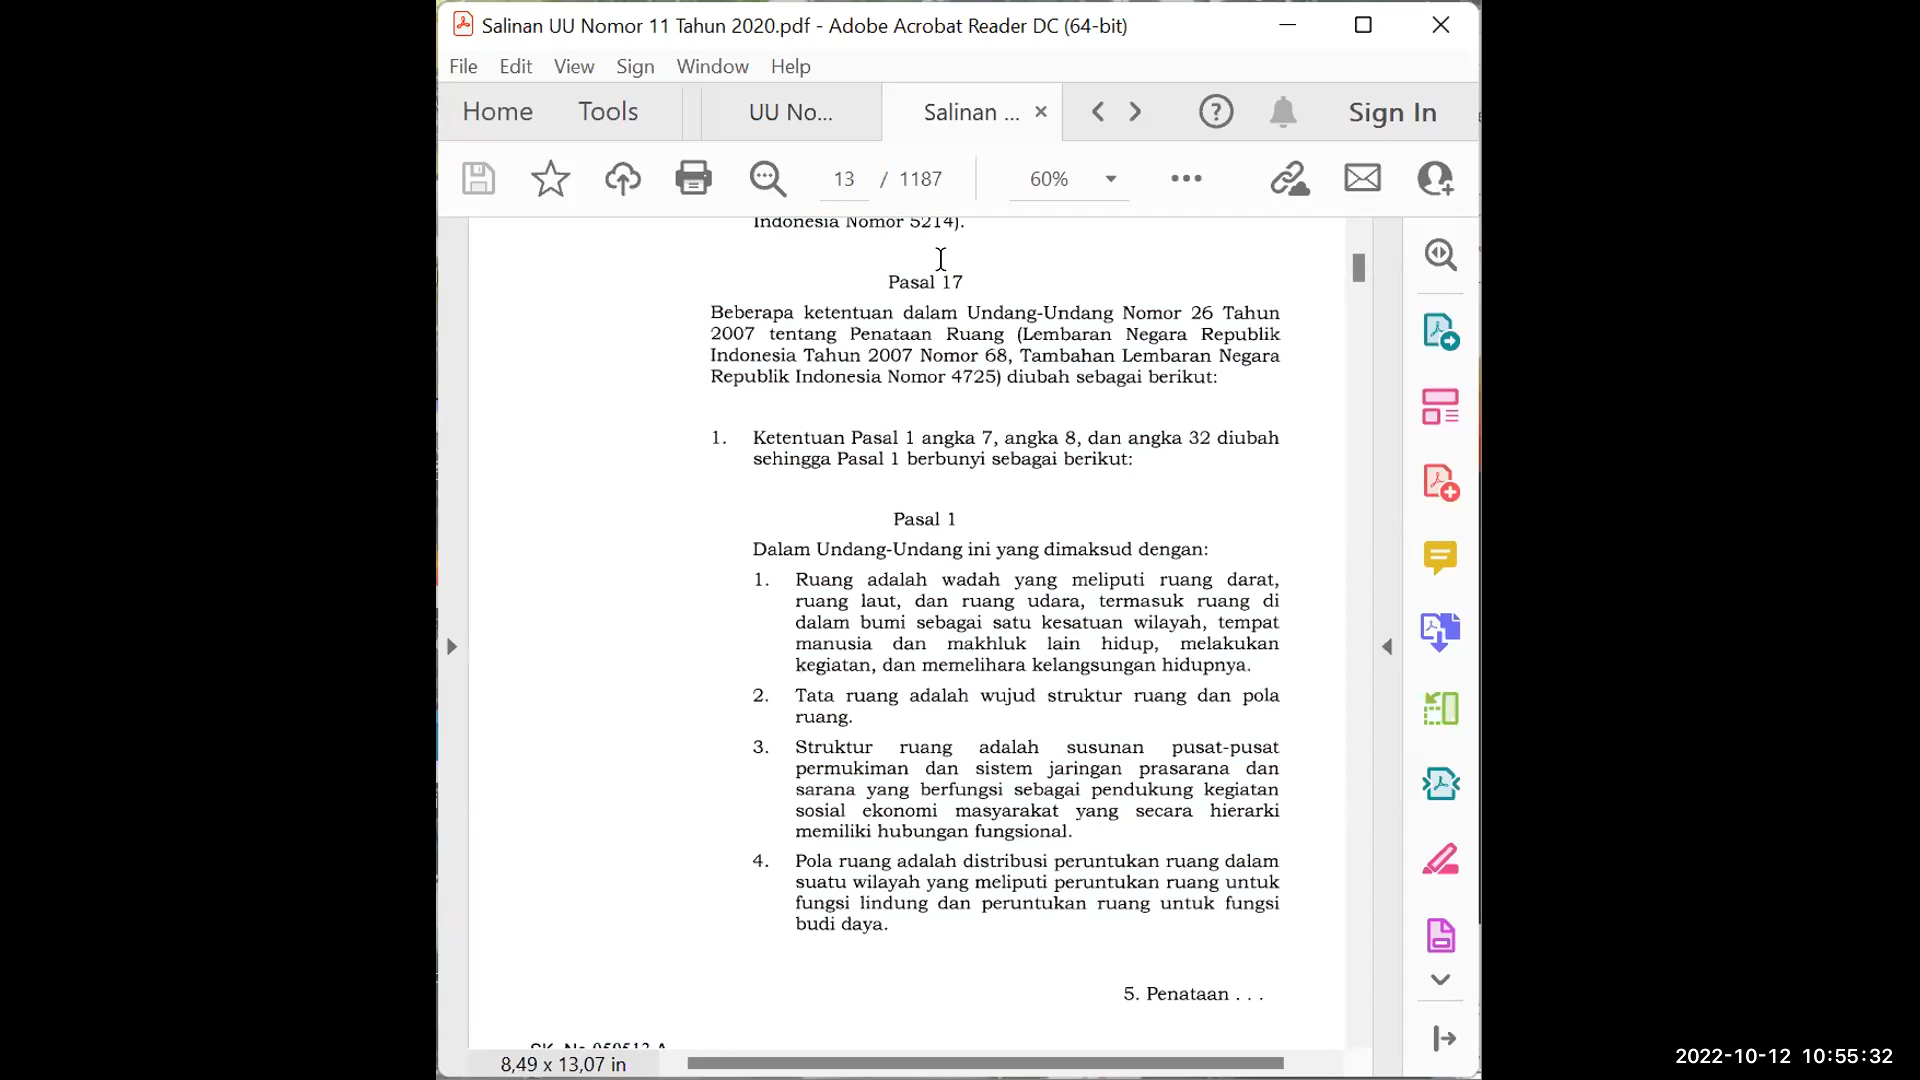 Salinan UU Nomor 11 Tahun 2020.pdf - Adobe Acrobat Reader DC (64-bit)
File Edit View Sign Window Help
Home Tools UU No... Salinan ... Sign In
13 / 1187 60%
Indonesia Nomor 5214).
Pasal 17
Beberapa ketentuan dalam Undang-Undang Nomor 26 Tahun
2007 tentang Penataan Ruang (Lembaran Negara Republik
Indonesia Tahun 2007 Nomor 68, Tambahan Lembaran Negara
Republik Indonesia Nomor 4725) diubah sebagai berikut:
1. Ketentuan Pasal 1 angka 7, angka 8, dan angka 32 diubah
sehingga Pasal 1 berbunyi sebagai berikut:
Pasal 1
Dalam Undang-Undang ini yang dimaksud dengan:
1. Ruang adalah wadah yang meliputi ruang darat,
ruang laut, dan ruang udara, termasuk ruang di
dalam bumi sebagai satu kesatuan wilayah, tempat
manusia dan makhluk lain hidup, melakukan
kegiatan, dan memelihara kelangsungan hidupnya.
2. Tata ruang adalah wujud struktur ruang dan pola
ruang.
3. Struktur ruang adalah susunan pusat-pusat
permukiman dan sistem jaringan prasarana dan
sarana yang berfungsi sebagai pendukung kegiatan
sosial ekonomi masyarakat yang secara hierarki
memiliki hubungan fungsional.
4. Pola ruang adalah distribusi peruntukan ruang dalam
suatu wilayah yang meliputi peruntukan ruang untuk
fungsi lindung dan peruntukan ruang untuk fungsi
budi daya.
5. Penataan . . .
SK No
8,49 x 13,07 in
2022-10-12 10:55:32